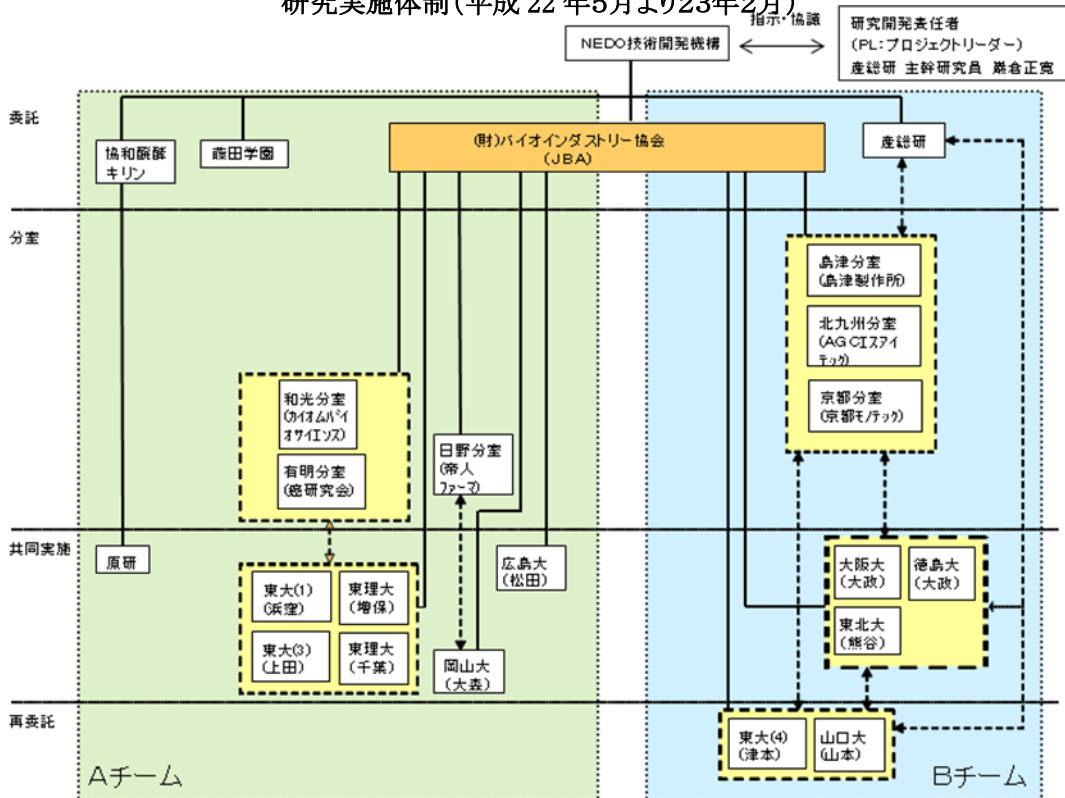 研究実施体制(平成22年5月より23年2月)
NEDO技術開発機構
指示・協議
研究開発責任者
(PL:プロジェクトリーダー)
産総研 主幹研究員 巌倉正寛
委託
協和醗酵
キリン
藤田学園
(財)バイオインダストリー協会
(JBA)
産総研
分室
島津分室
(島津製作所)
北九州分室
(AGCIスアイ
テック)
京都分室
(京都モノテック)
和光分室
(カイオムバイ
オサイエンス)
有明分室
(癌研究会)
日野分室
(帝人
ファーマ)
共同実施
原研
東大(1)
(浜窪)
東理大
(増保)
東大(3)
(上田)
東理大
(千葉)
広島大
(松田)
岡山大
(大森)
大阪大
(大政)
徳島大
(大政)
東北大
(熊谷)
再委託
東大(4)
(津本)
山口大
(山本)
Aチーム
Bチーム